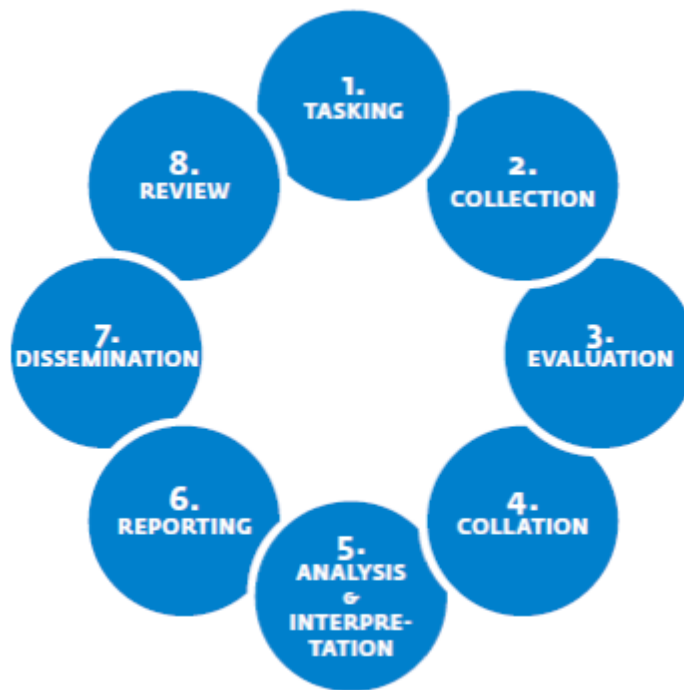 1.
TASKING
2.
COLLECTION
3.
EVALUATION
4.
COLLATION
5.
ANALYSIS
&
INTERPRE-
TATION
6.
REPORTING
7.
DISSEMINATION
8.
REVIEW